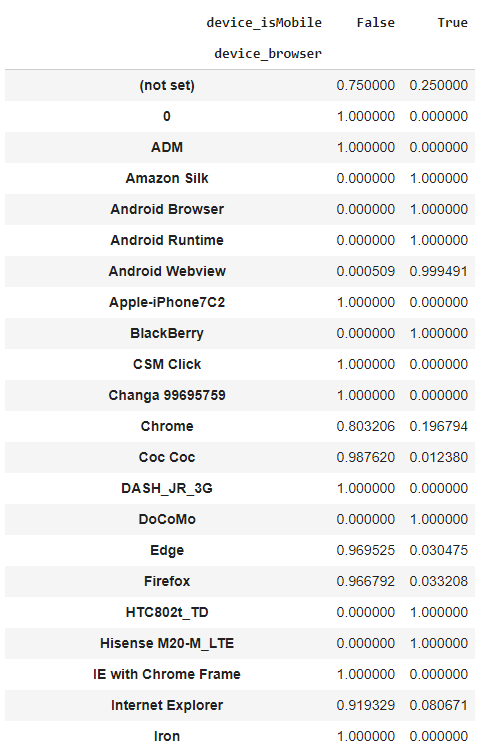 device_isMobile False True
device_browser
(not set) 0.750000 0.250000
0 1.000000 0.000000
ADM 1.000000 0.000000
Amazon Silk 0.000000 1.000000
Android Browser 0.000000 1.000000
Android Runtime 0.000000 1.000000
Android Webview 0.000509 0.999491
Apple-iPhone7C2 1.000000 0.000000
BlackBerry 0.000000 1.000000
CSM Click 1.000000 0.000000
Changa 99695759 1.000000 0.000000
Chrome 0.803206 0.196794
Coc Coc 0.987620 0.012380
DASH_JR_3G 1.000000 0.000000
DoCoMo 0.000000 1.000000
Edge 0.969525 0.030475
Firefox 0.966792 0.033208
HTC802t_TD 0.000000 1.000000
Hisense M20-M_LTE 0.000000 1.000000
IE with Chrome Frame 1.000000 0.000000
Internet Explorer 0.919329 0.080671
Iron 1.000000 0.000000